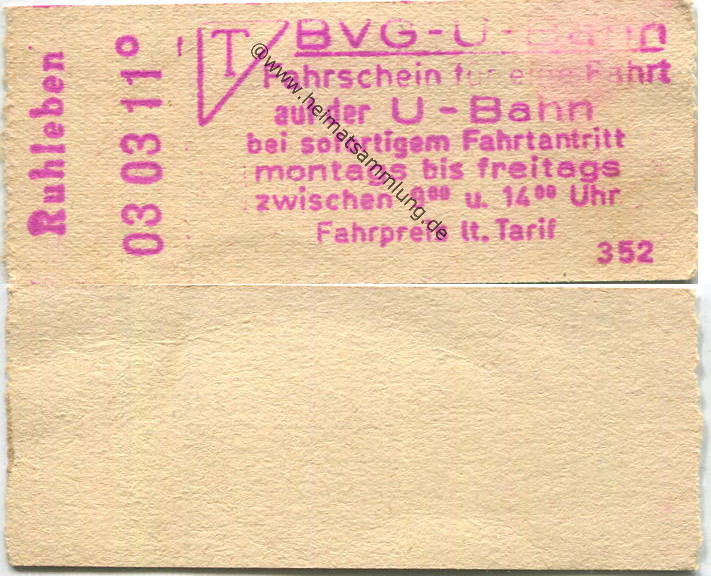 Ruhleben
03 03 11°
T
BVG-U-Bahn
Fahrschein für eine Fahrt
auf der U-Bahn
bei sofortigem Fahrtantritt
montags bis freitags
zwischen 9⁰⁰ u. 14⁰⁰ Uhr
Fahrpreis lt. Tarif
352
@www.heimatsammlung.de